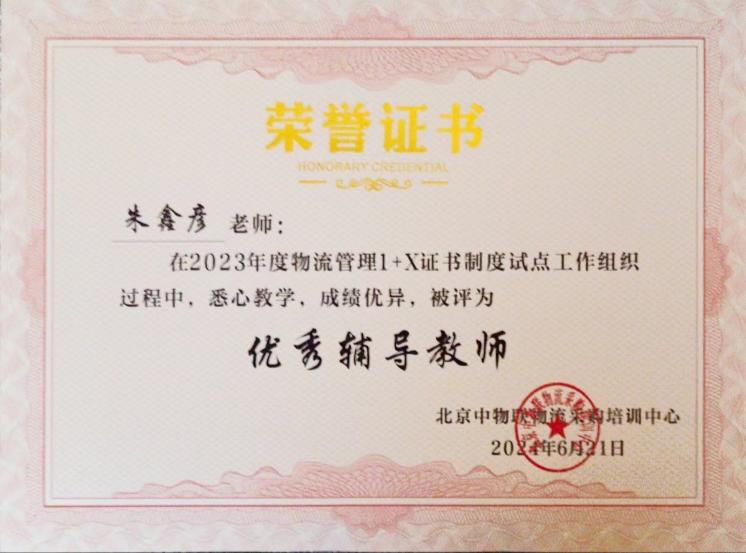 荣誉证书
HONORARY CREDENTIAL
朱鑫彦 老师：
在2023年度物流管理1+X证书制度试点工作组织
过程中，悉心教学，成绩优异，被评为
优秀辅导教师
北京中物联物流采购培训中心
2024年6月21日